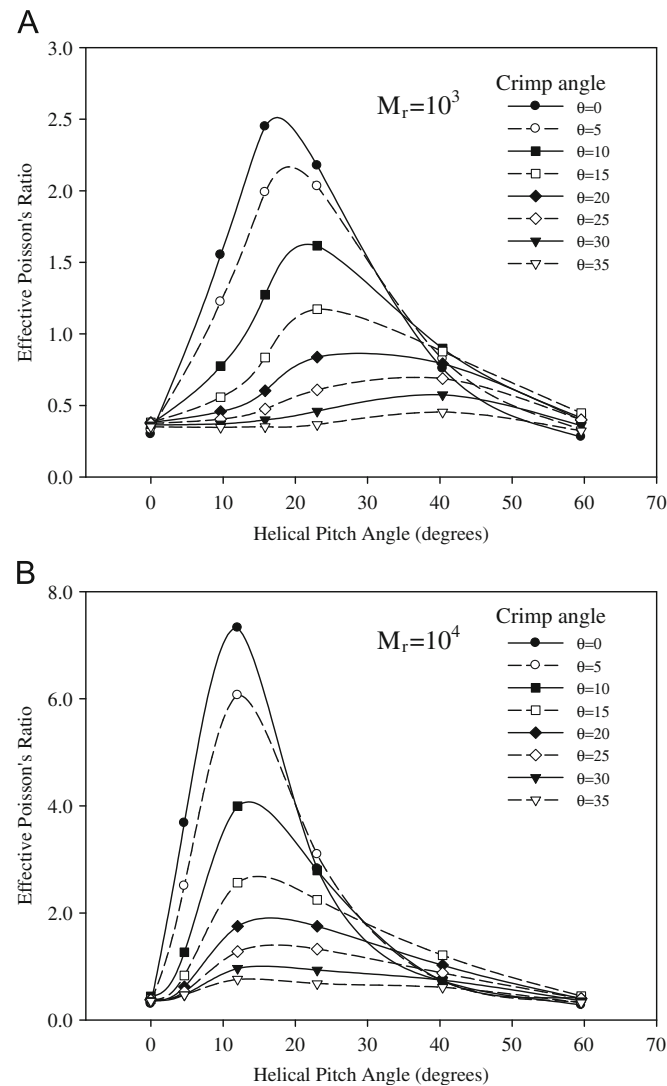 A
3.0
2.5
2.0
1.5
1.0
0.5
0.0
Effective Poisson's Ratio
M_r=10^3
Crimp angle
θ=0
θ=5
θ=10
θ=15
θ=20
θ=25
θ=30
θ=35
0 10 20 30 40 50 60 70
Helical Pitch Angle (degrees)
B
8.0
6.0
4.0
2.0
0.0
Effective Poisson's Ratio
M_r=10^4
Crimp angle
θ=0
θ=5
θ=10
θ=15
θ=20
θ=25
θ=30
θ=35
0 10 20 30 40 50 60 70
Helical Pitch Angle (degrees)